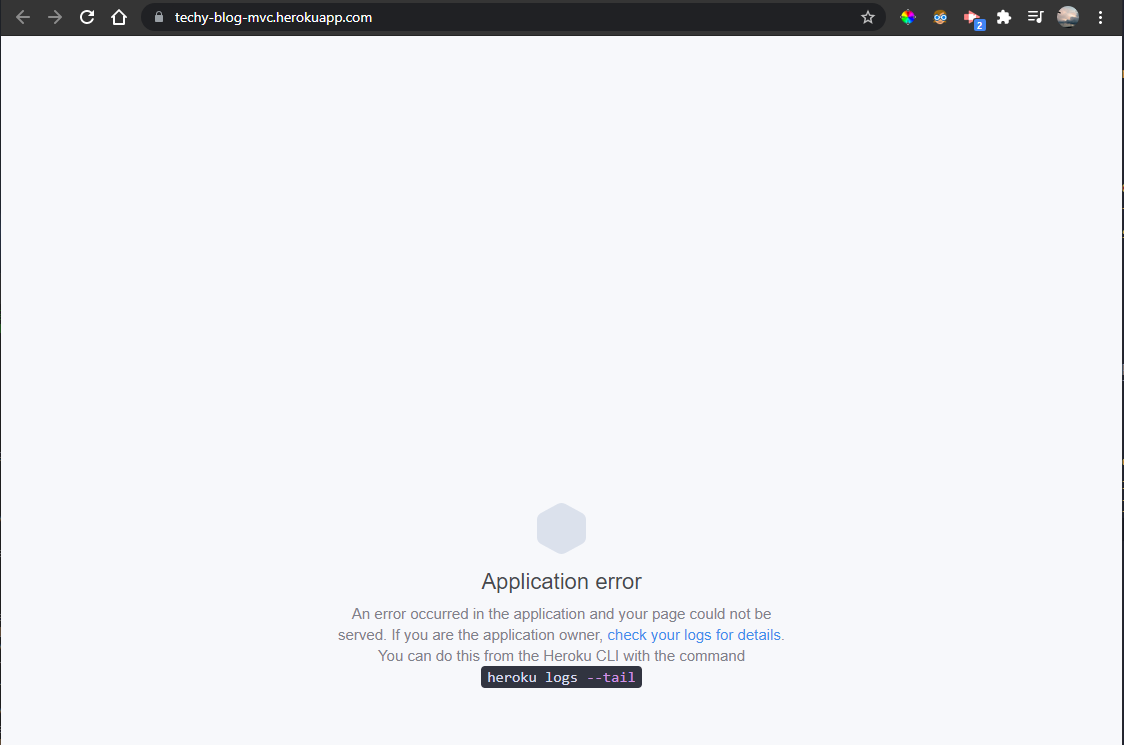 techy-blog-mvc.herokuapp.com
2
Application error
An error occurred in the application and your page could not be
served. If you are the application owner, check your logs for details.
You can do this from the Heroku CLI with the command
heroku logs --tail